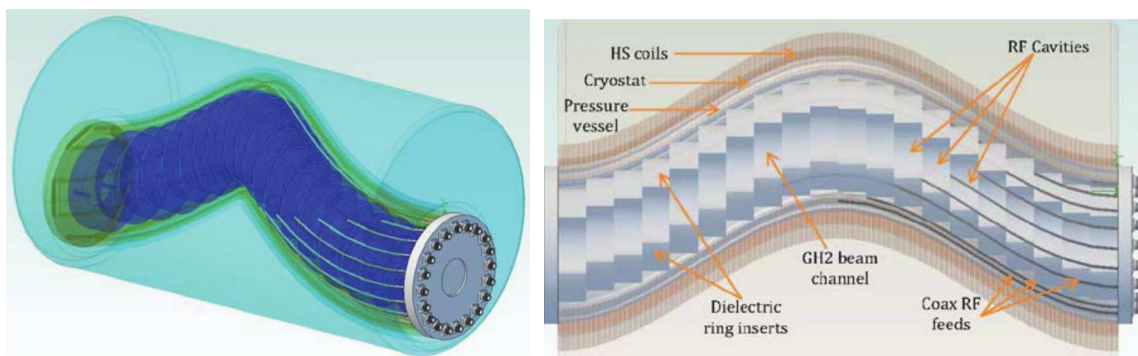 HS coils
Cryostat
Pressure
vessel
RF Cavities
GH2 beam
channel
Dielectric
ring inserts
Coax RF
feeds